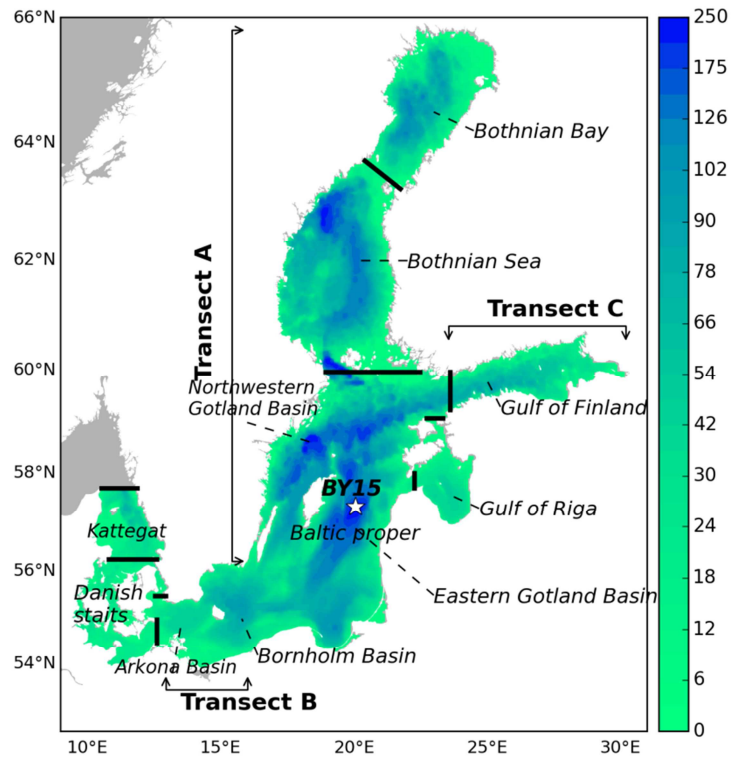 66°N
250
175
64°N
Bothnian Bay
126
102
90
Transect A
62°N
Bothnian Sea
78
Transect C
66
60°N
54
Northwestern
Gotland Basin
Gulf of Finland
42
58°N
30
BY15
Gulf of Riga
24
Kattegat
Baltic proper
56°N
18
Danish
staits
Eastern Gotland Basin
12
54°N
Arkona Basin
Bornholm Basin
6
Transect B
0
10°E
15°E
20°E
25°E
30°E